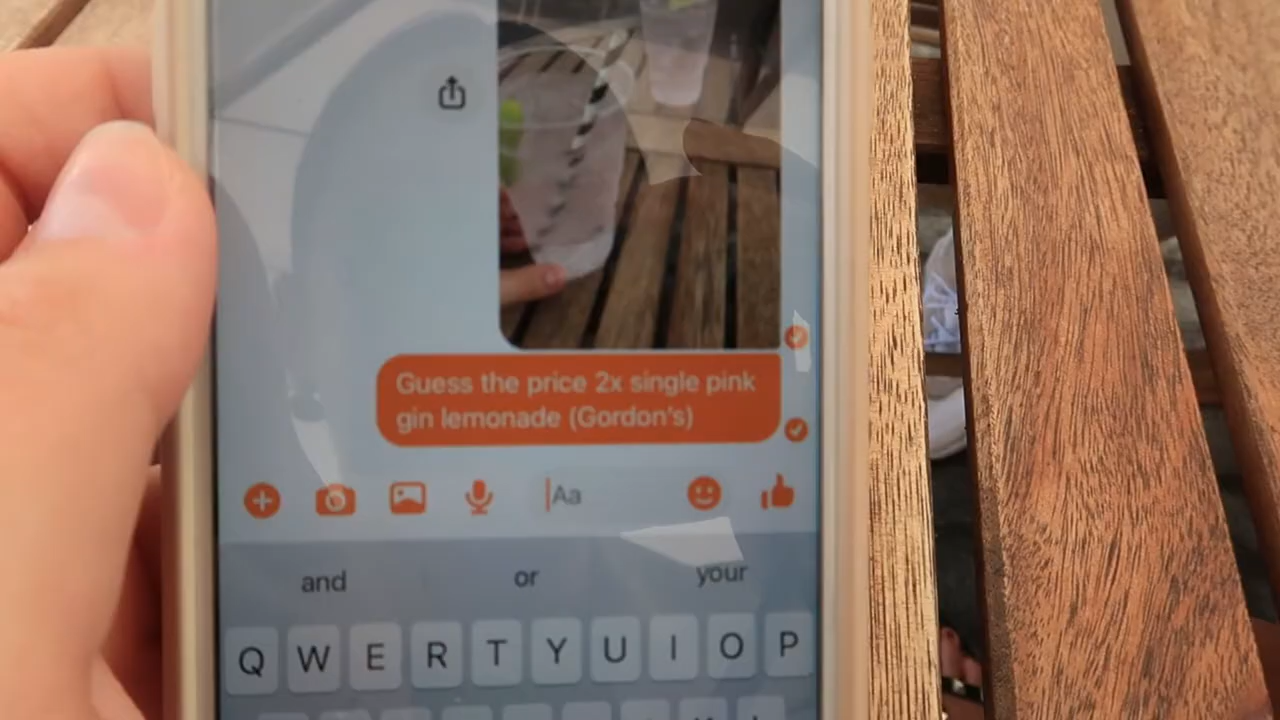 Guess the price 2x single pink
gin lemonade (Gordon's)
Aa
and or your
Q W E R T Y U I O P